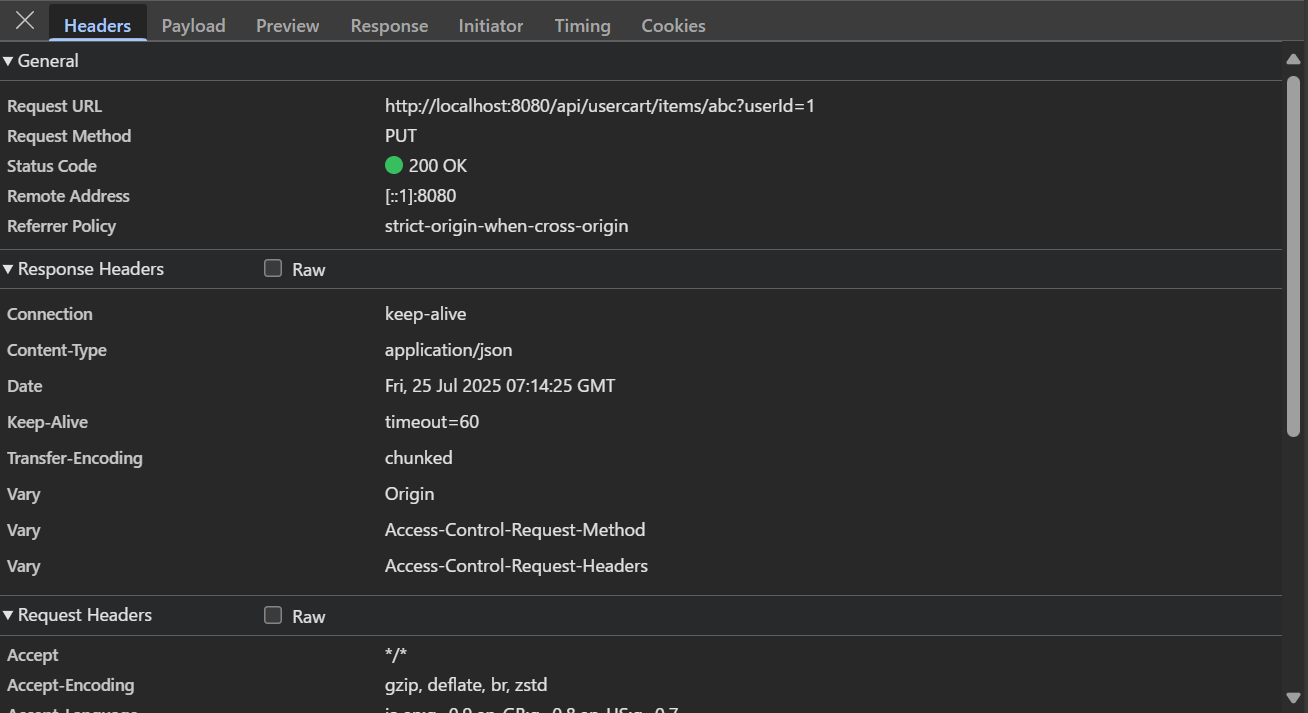 Headers Payload Preview Response Initiator Timing Cookies
General
Request URL http://localhost:8080/api/usercart/items/abc?userId=1
Request Method PUT
Status Code 200 OK
Remote Address [::1]:8080
Referrer Policy strict-origin-when-cross-origin
Response Headers Raw
Connection keep-alive
Content-Type application/json
Date Fri, 25 Jul 2025 07:14:25 GMT
Keep-Alive timeout=60
Transfer-Encoding chunked
Vary Origin
Vary Access-Control-Request-Method
Vary Access-Control-Request-Headers
Request Headers Raw
Accept */*
Accept-Encoding gzip, deflate, br, zstd
Accept-Language